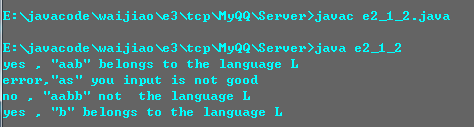 E:\javacode\waijiao\e3\tcp\MyQQ\Server>javac e2_1_2.java
E:\javacode\waijiao\e3\tcp\MyQQ\Server>java e2_1_2
yes , "aab" belongs to the language L
error,"as" you input is not good
no , "aabb" not  the language L
yes , "b" belongs to the language L